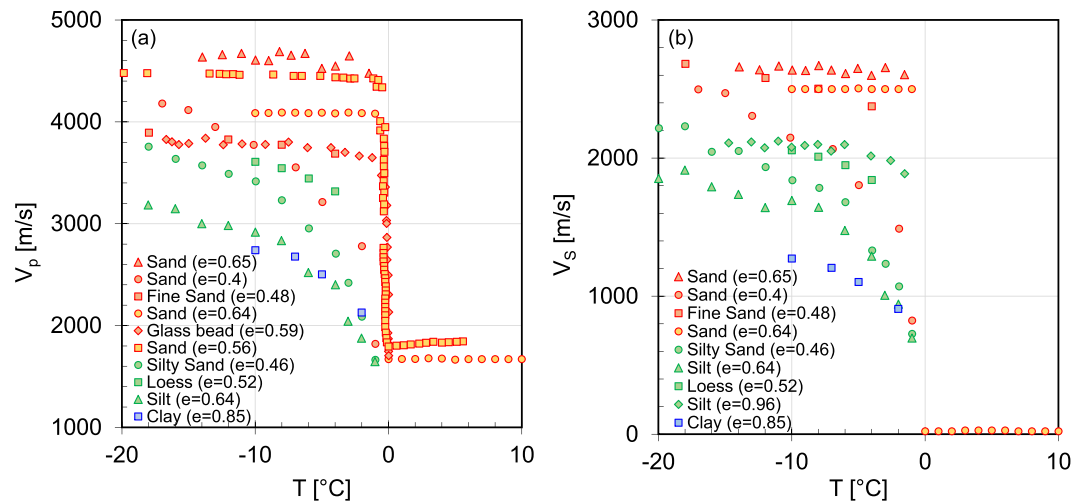 (a)
5000
4000
3000
2000
1000
Vp [m/s]
Sand (e=0.65)
Sand (e=0.4)
Fine Sand (e=0.48)
Sand (e=0.64)
Glass bead (e=0.59)
Sand (e=0.56)
Silty Sand (e=0.46)
Loess (e=0.52)
Silt (e=0.64)
Clay (e=0.85)
-20 -10 0 10
T [°C]
(b)
3000
2000
1000
0
VS [m/s]
Sand (e=0.65)
Sand (e=0.4)
Fine Sand (e=0.48)
Sand (e=0.64)
Silty Sand (e=0.46)
Silt (e=0.64)
Loess (e=0.52)
Silt (e=0.96)
Clay (e=0.85)
-20 -10 0 10
T [°C]